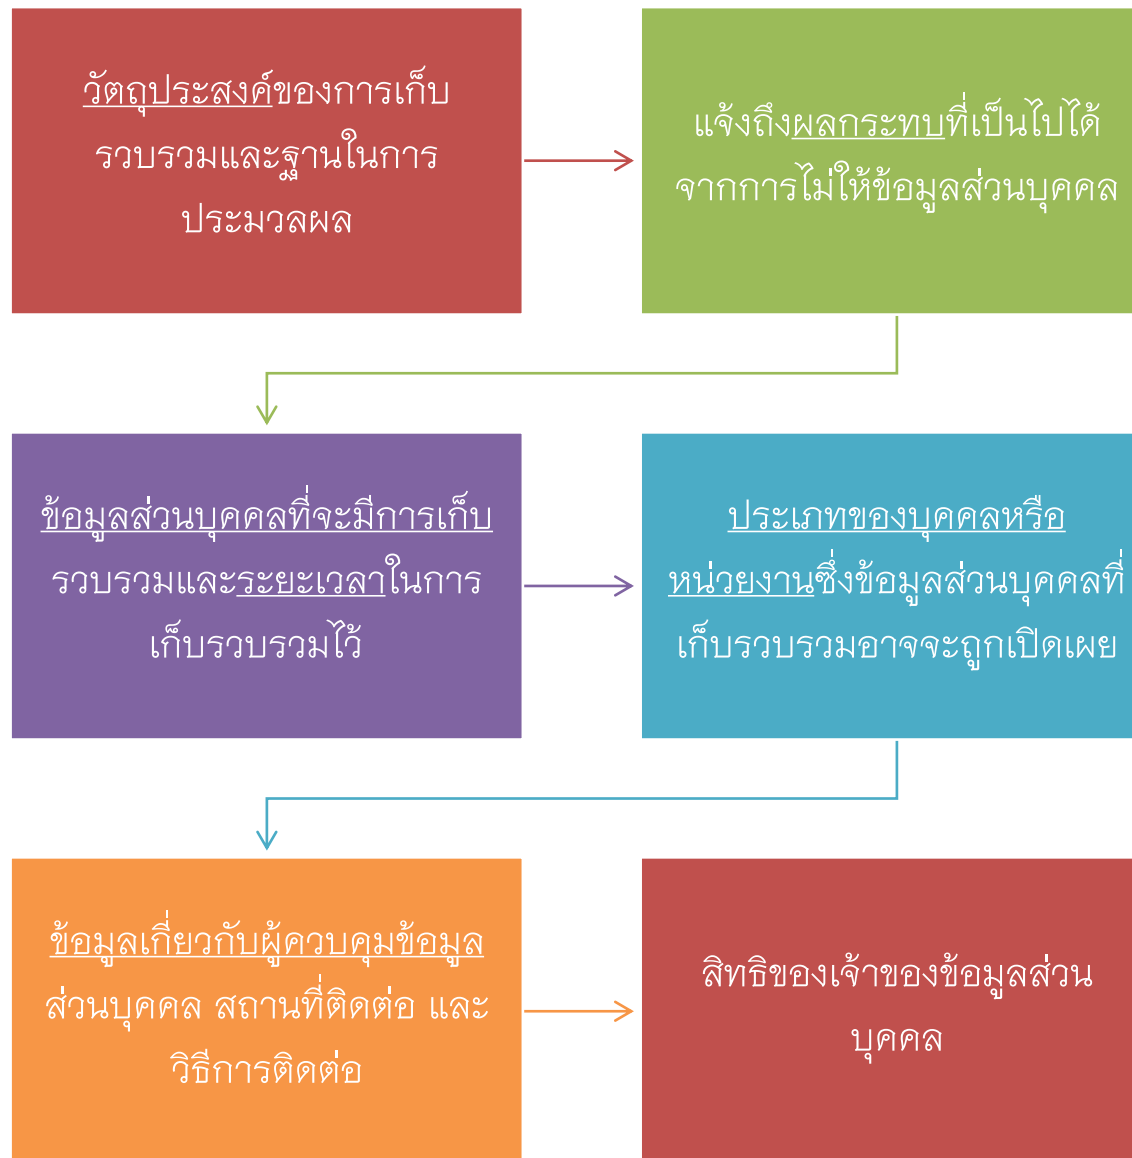 วัตถุประสงค์ของการเก็บ
รวบรวมและฐานในการ
ประมวลผล
แจ้งถึงผลกระทบที่เป็นไปได้
จากการไม่ให้ข้อมูลส่วนบุคคล
ข้อมูลส่วนบุคคลที่จะมีการเก็บ
รวบรวมและระยะเวลาในการ
เก็บรวบรวมไว้
ประเภทของบุคคลหรือ
หน่วยงานซึ่งข้อมูลส่วนบุคคลที่
เก็บรวบรวมอาจจะถูกเปิดเผย
ข้อมูลเกี่ยวกับผู้ควบคุมข้อมูล
ส่วนบุคคล สถานที่ติดต่อ และ
วิธีการติดต่อ
สิทธิของเจ้าของข้อมูลส่วน
บุคคล